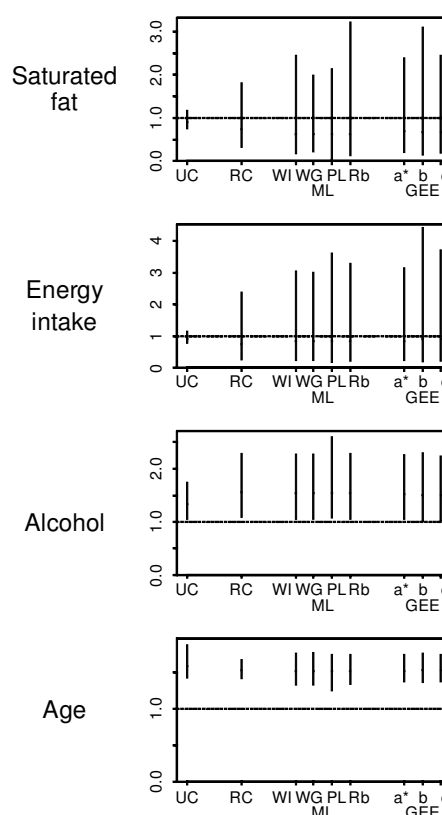 Saturated
fat
3.0
2.0
1.0
0.0
UC RC WI WG PL Rb a* b
ML GEE
Energy
intake
4
3
2
1
0
UC RC WI WG PL Rb a* b
ML GEE
Alcohol
2.0
1.0
0.0
UC RC WI WG PL Rb a* b
ML GEE
Age
1.0
0.0
UC RC WI WG PL Rb a* b
ML GEE